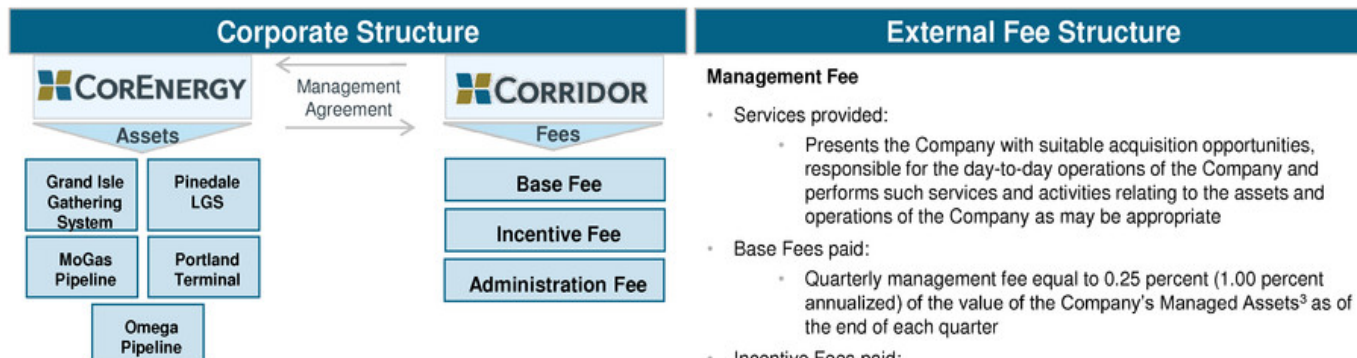 Corporate Structure
CORENERGY
Management
Agreement
CORRIDOR
Assets
Fees
Grand Isle
Gathering
System
Pinedale
LGS
MoGas
Pipeline
Portland
Terminal
Omega
Pipeline
Base Fee
Incentive Fee
Administration Fee
External Fee Structure
Management Fee
• Services provided:
• Presents the Company with suitable acquisition opportunities,
responsible for the day-to-day operations of the Company and
performs such services and activities relating to the assets and
operations of the Company as may be appropriate
• Base Fees paid:
• Quarterly management fee equal to 0.25 percent (1.00 percent
annualized) of the value of the Company's Managed Assets³ as of
the end of each quarter
• Incentive Fees paid: